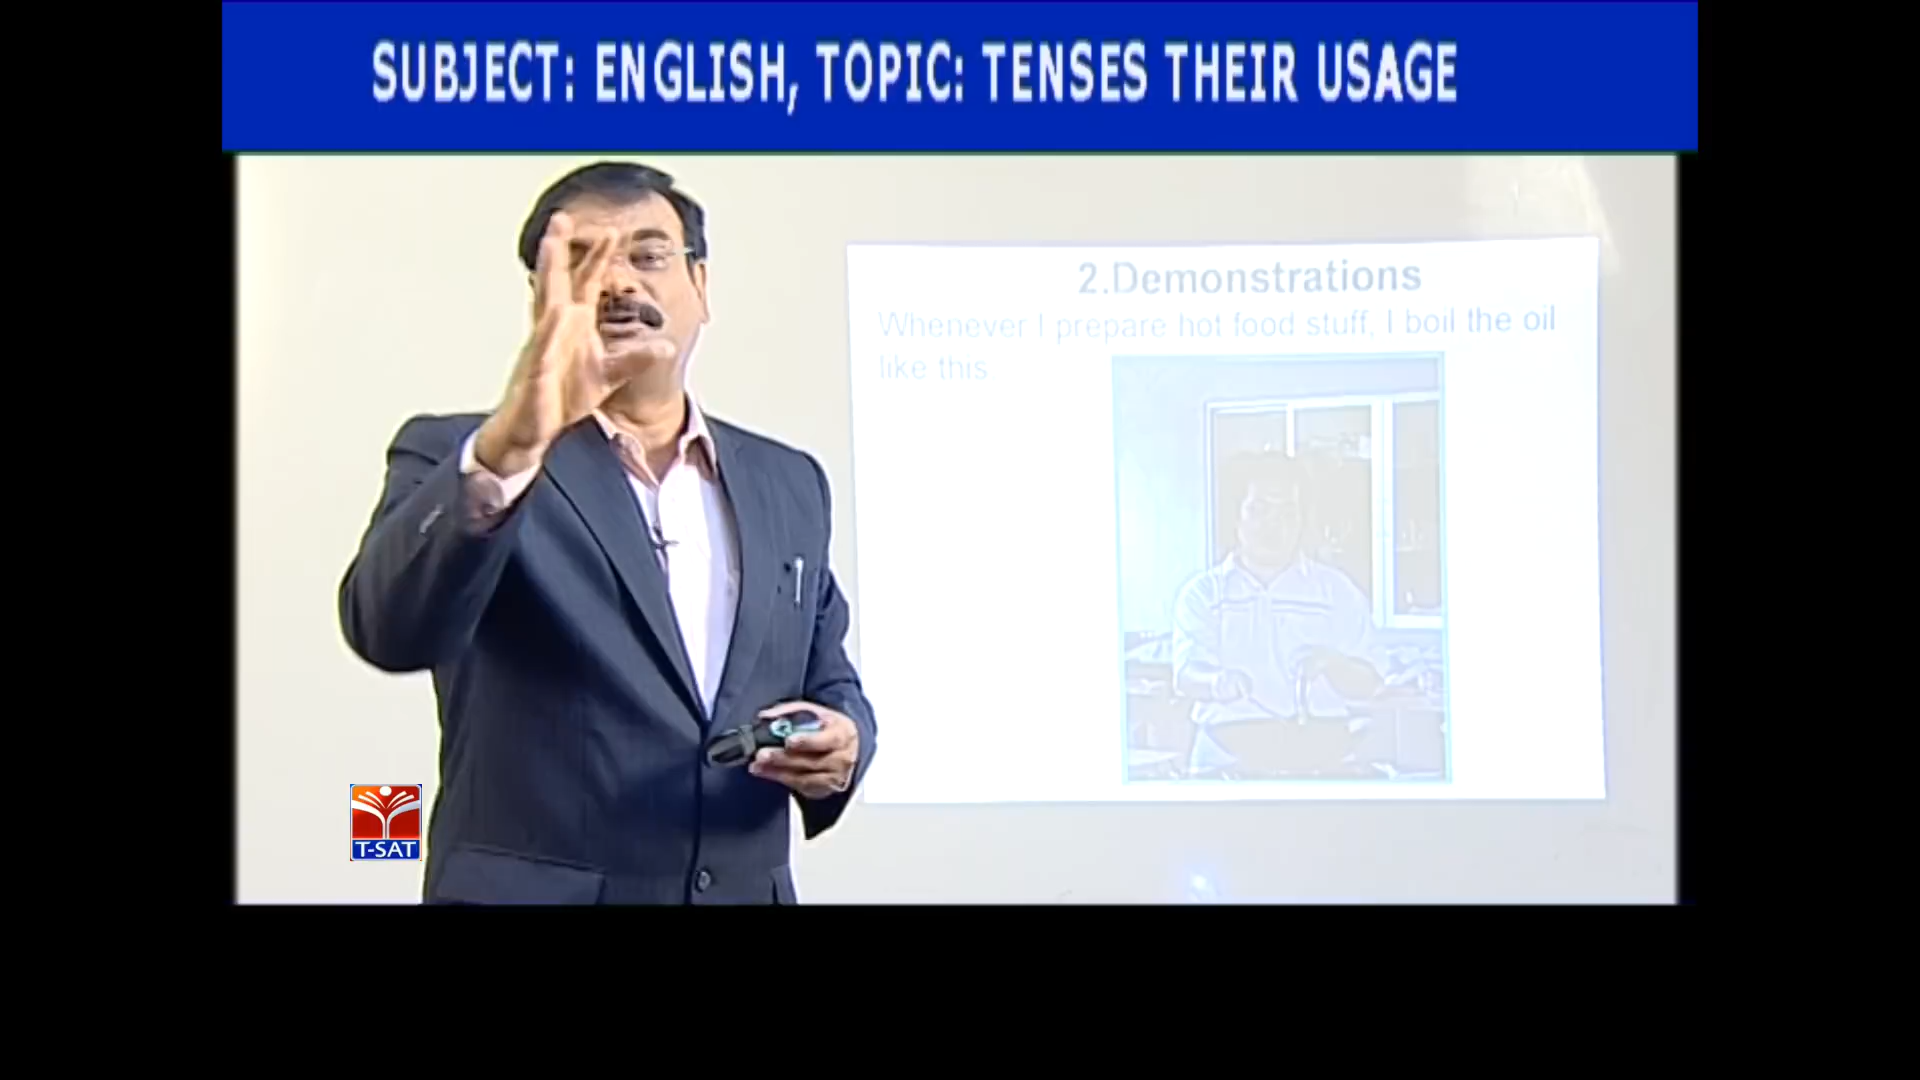 SUBJECT: ENGLISH, TOPIC: TENSES THEIR USAGE
2.Demonstrations
Whenever I prepare hot food stuff, I boil the oil
like this
T-SAT